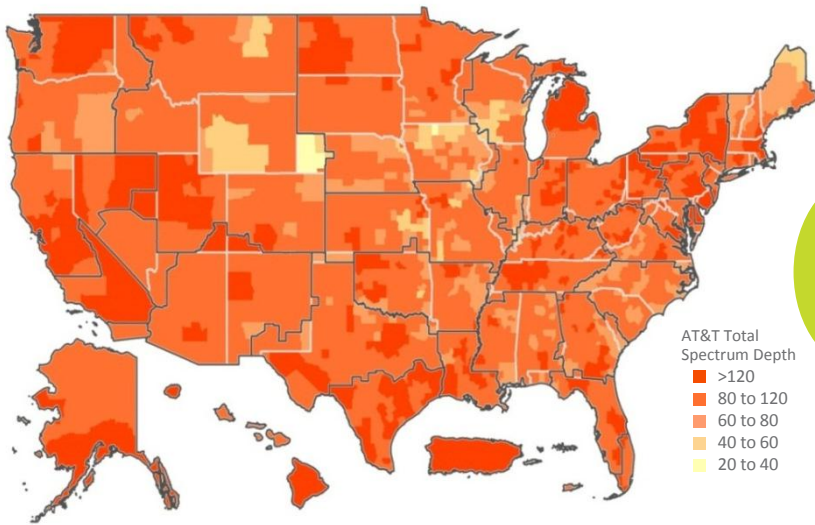 AT&T Total
Spectrum Depth
>120
80 to 120
60 to 80
40 to 60
20 to 40